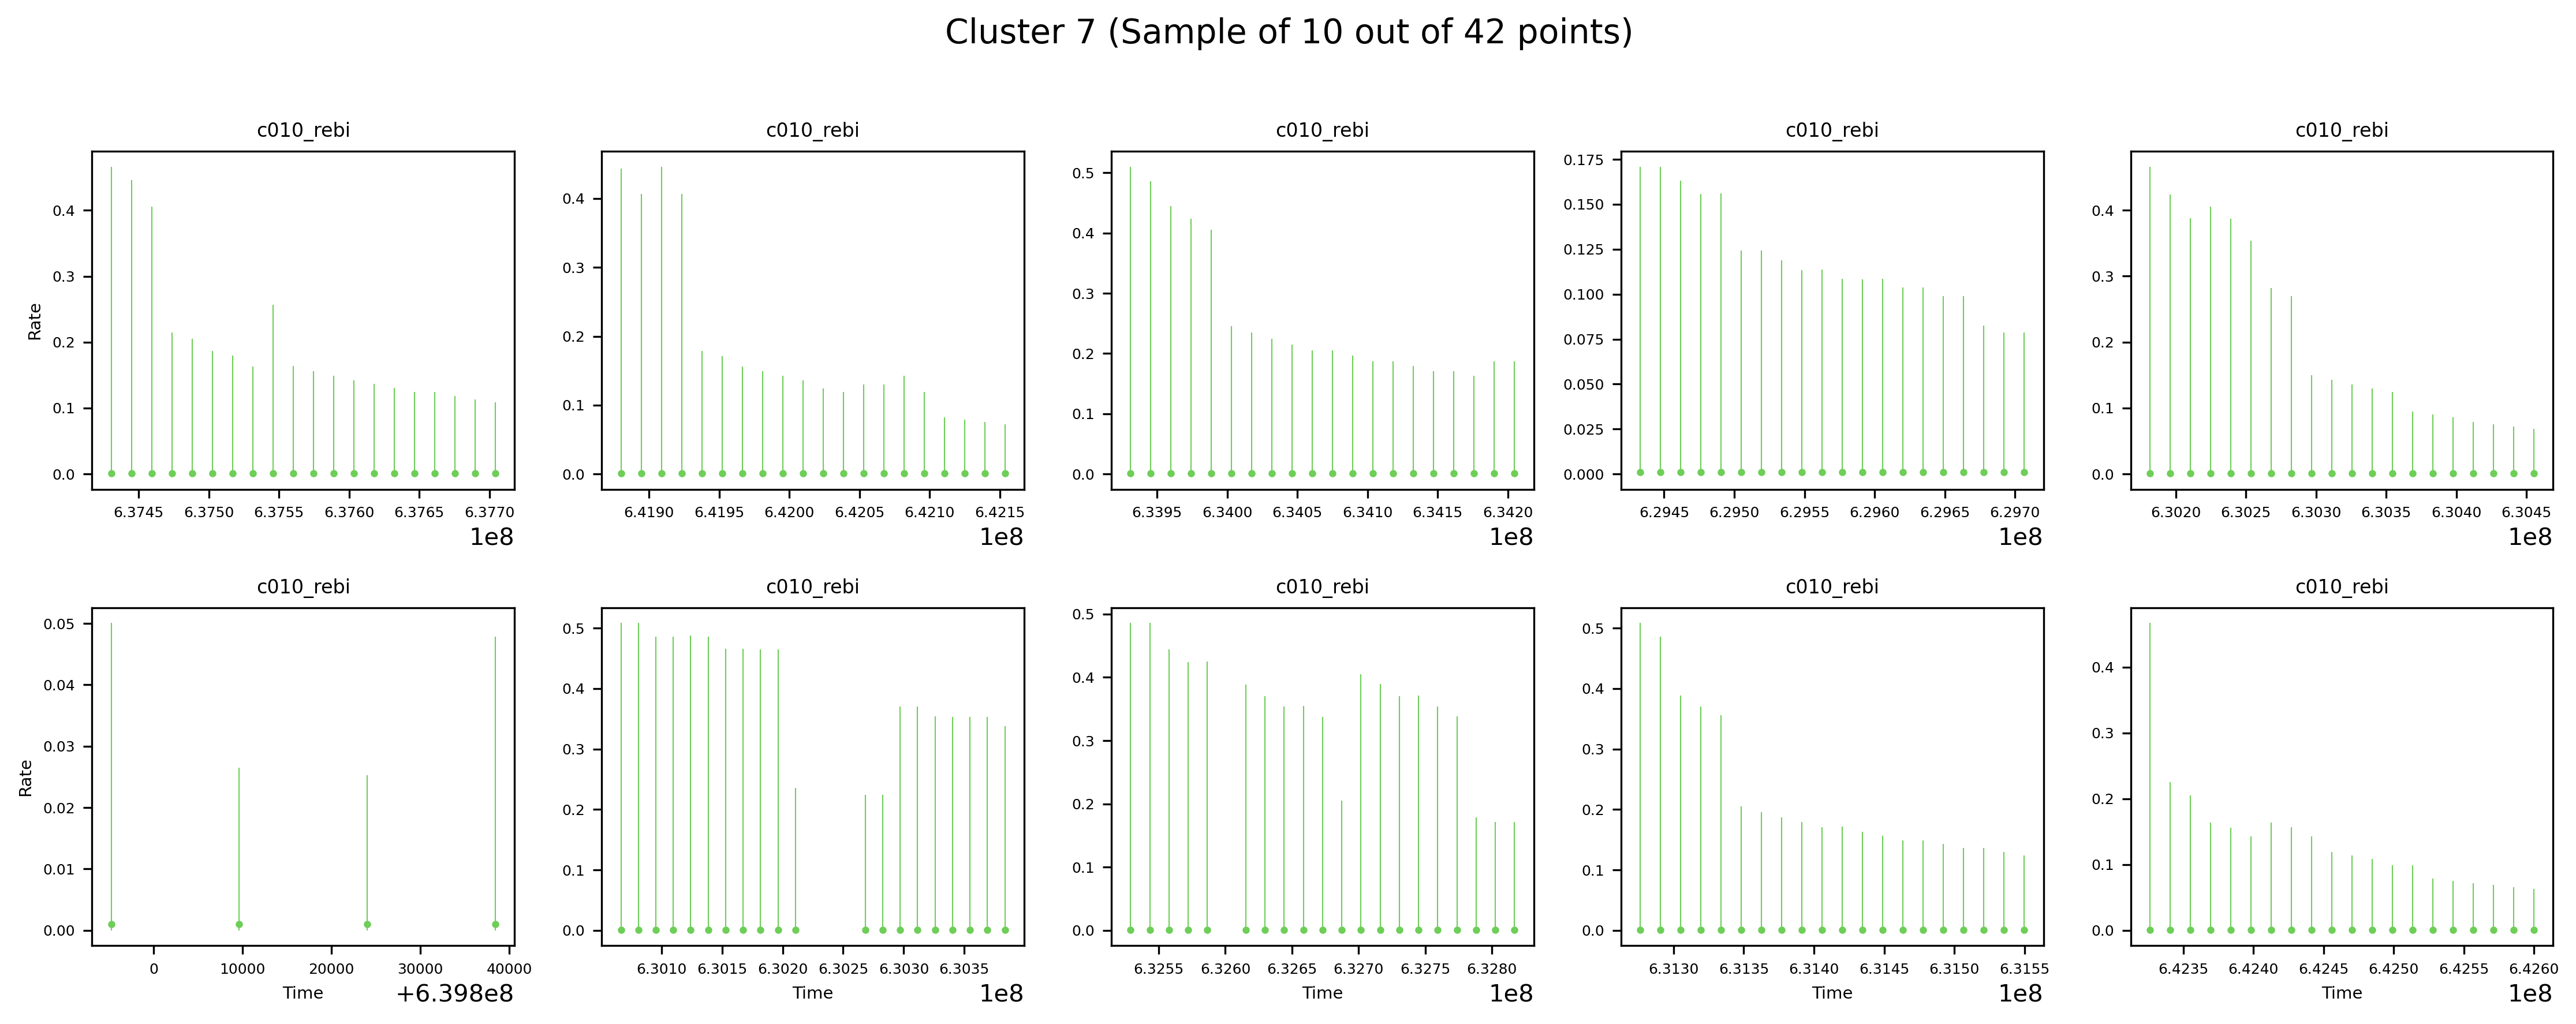 Cluster 7 (Sample of 10 out of 42 points)
c010_rebi c010_rebi c010_rebi c010_rebi c010_rebi
Rate
0.4
0.3
0.2
0.1
0.0
6.3745 6.3750 6.3755 6.3760 6.3765 6.3770
1e8
0.4
0.3
0.2
0.1
0.0
6.4190 6.4195 6.4200 6.4205 6.4210 6.4215
1e8
0.5
0.4
0.3
0.2
0.1
0.0
6.3395 6.3400 6.3405 6.3410 6.3415 6.3420
1e8
0.175
0.150
0.125
0.100
0.075
0.050
0.025
0.000
6.2945 6.2950 6.2955 6.2960 6.2965 6.2970
1e8
0.4
0.3
0.2
0.1
0.0
6.3020 6.3025 6.3030 6.3035 6.3040 6.3045
1e8
c010_rebi c010_rebi c010_rebi c010_rebi c010_rebi
Rate
0.05
0.04
0.03
0.02
0.01
0.00
0 10000 20000 30000 40000
Time
+6.398e8
0.5
0.4
0.3
0.2
0.1
0.0
6.3010 6.3015 6.3020 6.3025 6.3030 6.3035
Time
1e8
0.5
0.4
0.3
0.2
0.1
0.0
6.3255 6.3260 6.3265 6.3270 6.3275 6.3280
Time
1e8
0.5
0.4
0.3
0.2
0.1
0.0
6.3130 6.3135 6.3140 6.3145 6.3150 6.3155
Time
1e8
0.4
0.3
0.2
0.1
0.0
6.4235 6.4240 6.4245 6.4250 6.4255 6.4260
Time
1e8